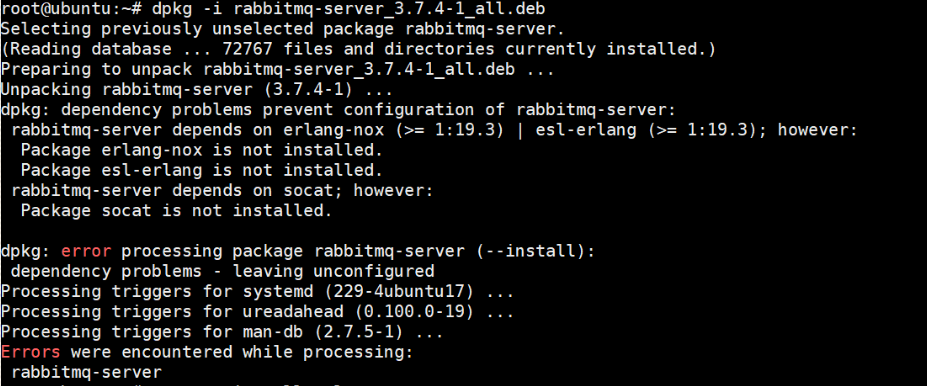 root@ubuntu:~# dpkg -i rabbitmq-server_3.7.4-1_all.deb
Selecting previously unselected package rabbitmq-server.
(Reading database ... 72767 files and directories currently installed.)
Preparing to unpack rabbitmq-server_3.7.4-1_all.deb ...
Unpacking rabbitmq-server (3.7.4-1) ...
dpkg: dependency problems prevent configuration of rabbitmq-server:
 rabbitmq-server depends on erlang-nox (>= 1:19.3) | esl-erlang (>= 1:19.3); however:
  Package erlang-nox is not installed.
  Package esl-erlang is not installed.
 rabbitmq-server depends on socat; however:
  Package socat is not installed.

dpkg: error processing package rabbitmq-server (--install):
 dependency problems - leaving unconfigured
Processing triggers for systemd (229-4ubuntu17) ...
Processing triggers for ureadahead (0.100.0-19) ...
Processing triggers for man-db (2.7.5-1) ...
Errors were encountered while processing:
 rabbitmq-server